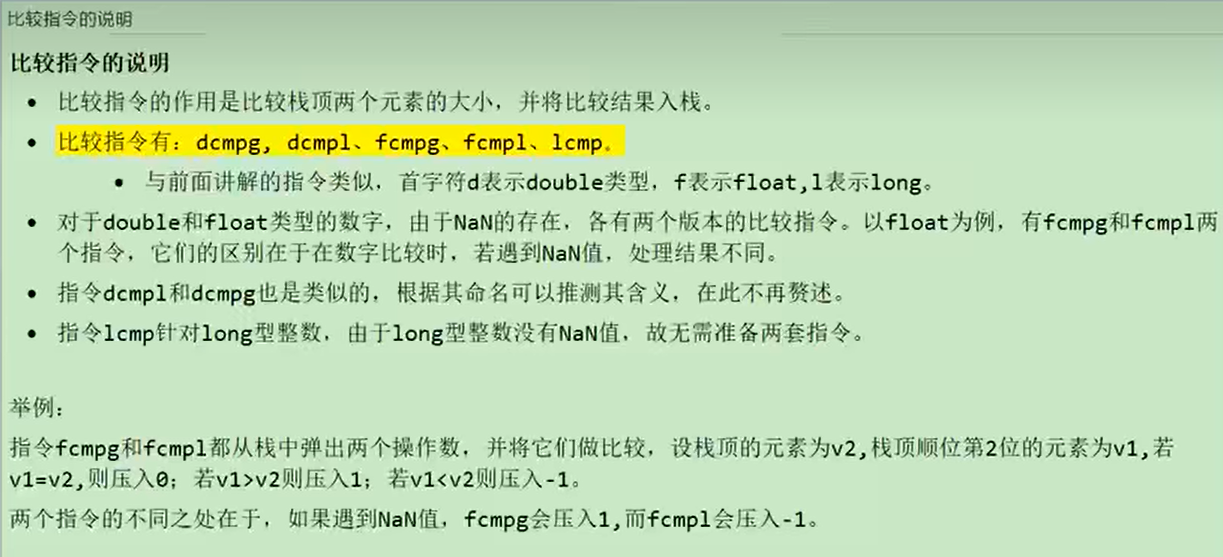 比较指令的说明
比较指令的说明
• 比较指令的作用是比较栈顶两个元素的大小，并将比较结果入栈。
• 比较指令有：dcmpg, dcmpl、fcmpg、fcmpl、lcmp。
• 与前面讲解的指令类似，首字符d表示double类型，f表示float,l表示long。
• 对于double和float类型的数字，由于NaN的存在，各有两个版本的比较指令。以float为例，有fcmpg和fcmpl两
个指令，它们的区别在于在数字比较时，若遇到NaN值，处理结果不同。
• 指令dcmpl和dcmpg也是类似的，根据其命名可以推测其含义，在此不再赘述。
• 指令lcmp针对long型整数，由于long型整数没有NaN值，故无需准备两套指令。
举例：
指令fcmpg和fcmpl都从栈中弹出两个操作数，并将它们做比较，设栈顶的元素为v2,栈顶顺位第2位的元素为v1,若
v1=v2,则压入0；若v1>v2则压入1；若v1<v2则压入-1。
两个指令的不同之处在于，如果遇到NaN值，fcmpg会压入1,而fcmpl会压入-1。